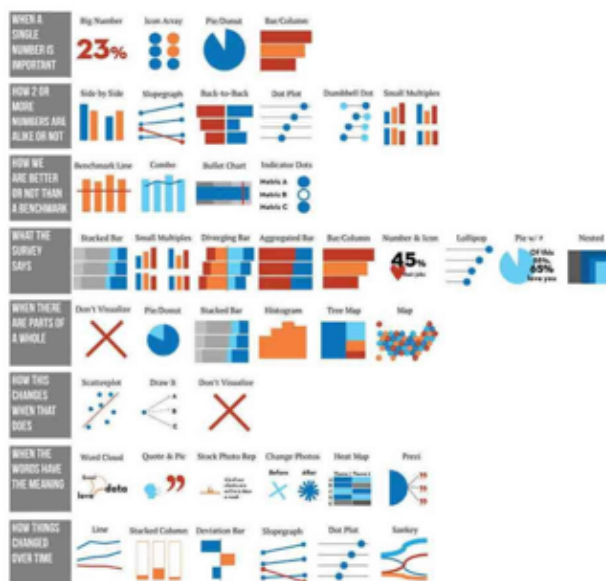 WHEN A
SINGLE
NUMBER IS
IMPORTANT
Big Number
Icon Array
Pie/Donut
Bar/Column
23%
HOW 2 OR
MORE
NUMBERS ARE
ALIKE OR NOT
Side by Side
Slopegraph
Back-to-Back
Dot Plot
Dumbbell Dot
Small Multiples
HOW WE
ARE BETTER
OR NOT THAN
A BENCHMARK
Benchmark Line
Combo
Bullet Chart
Indicator Dots
Metric A
Metric B
Metric C
WHAT THE
SURVEY
SAYS
Stacked Bar
Small Multiples
Diverging Bar
Aggregated Bar
Bar/Column
Number & Icon
Lollipop
Pie w/ #
Nested
45%
Of this
65%
love you
WHEN THERE
ARE PARTS OF
A WHOLE
Don't Visualize
Pie/Donut
Stacked Bar
Histogram
Tree Map
Map
HOW THIS
CHANGES
WHEN THAT
DOES
Scatterplot
Draw It
Don't Visualize
A
B
C
WHEN THE
WORDS HAVE
THE MEANING
Word Cloud
Quote & Pic
Stock Photo Rep
Change Photos
Heat Map
Prezi
love
data
Before
After
HOW THINGS
CHANGED
OVER TIME
Line
Stacked Column
Deviation Bar
Slopegraph
Dot Plot
Sankey